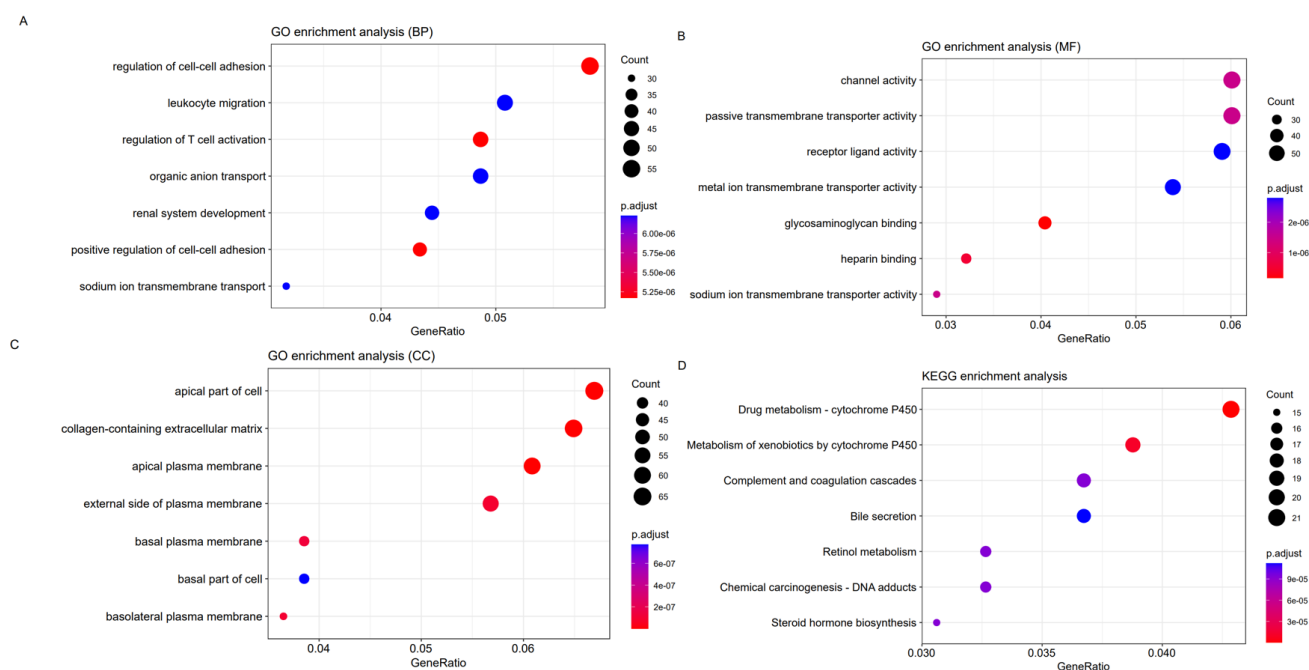 A
GO enrichment analysis (BP)
regulation of cell-cell adhesion
leukocyte migration
regulation of T cell activation
organic anion transport
renal system development
positive regulation of cell-cell adhesion
sodium ion transmembrane transport
0.04 0.05
GeneRatio
Count
30
35
40
45
50
55
p.adjust
6.00e-06
5.75e-06
5.50e-06
5.25e-06
B
GO enrichment analysis (MF)
channel activity
passive transmembrane transporter activity
receptor ligand activity
metal ion transmembrane transporter activity
glycosaminoglycan binding
heparin binding
sodium ion transmembrane transporter activity
0.03 0.04 0.05 0.06
GeneRatio
Count
30
40
50
p.adjust
2e-06
1e-06
C
GO enrichment analysis (CC)
apical part of cell
collagen-containing extracellular matrix
apical plasma membrane
external side of plasma membrane
basal plasma membrane
basal part of cell
basolateral plasma membrane
0.04 0.05 0.06
GeneRatio
Count
40
45
50
55
60
65
p.adjust
6e-07
4e-07
2e-07
D
KEGG enrichment analysis
Drug metabolism - cytochrome P450
Metabolism of xenobiotics by cytochrome P450
Complement and coagulation cascades
Bile secretion
Retinol metabolism
Chemical carcinogenesis - DNA adducts
Steroid hormone biosynthesis
0.030 0.035 0.040
GeneRatio
Count
15
16
17
18
19
20
21
p.adjust
9e-05
6e-05
3e-05